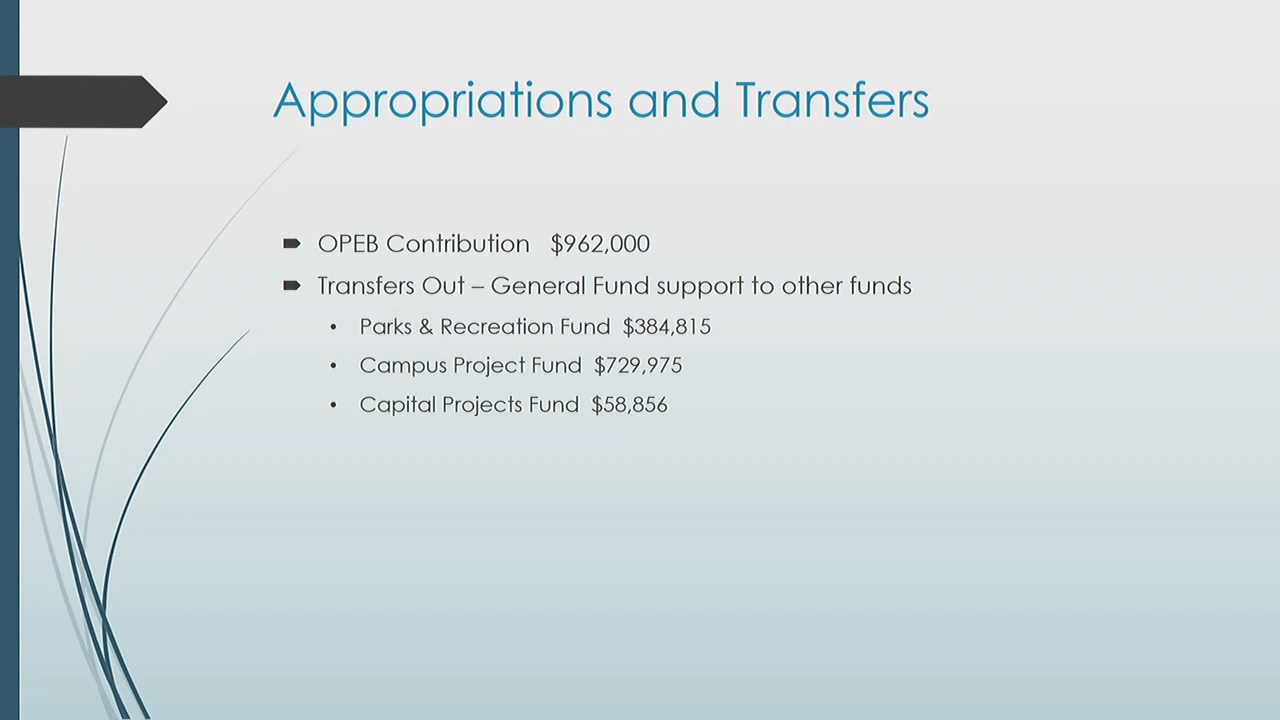 Appropriations and Transfers
OPEB Contribution $962,000
Transfers Out – General Fund support to other funds
• Parks & Recreation Fund $384,815
• Campus Project Fund $729,975
• Capital Projects Fund $58,856